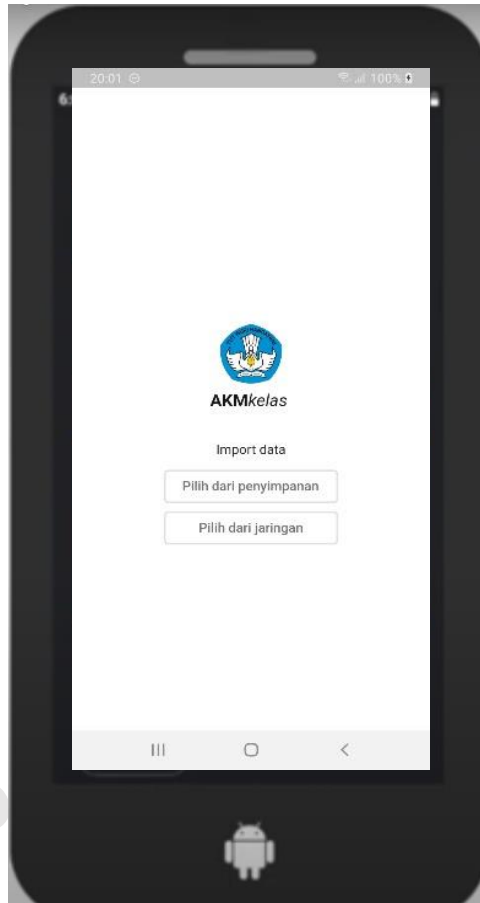 20:01
100%
AKMkelas
Import data
Pilih dari penyimpanan
Pilih dari jaringan